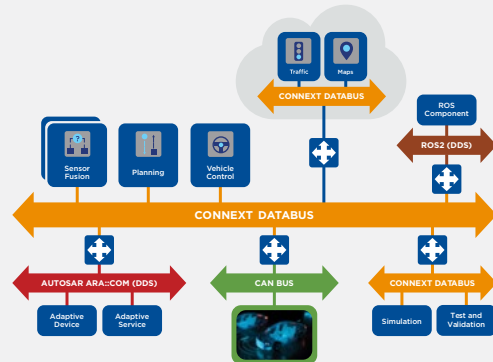 Traffic
Maps
CONNEXT DATABUS
ROS
Component
ROS2 (DDS)
Sensor
Fusion
Planning
Vehicle
Control
CONNEXT DATABUS
AUTOSAR ARA::COM (DDS)
CAN BUS
CONNEXT DATABUS
Adaptive
Device
Adaptive
Service
Simulation
Test and
Validation